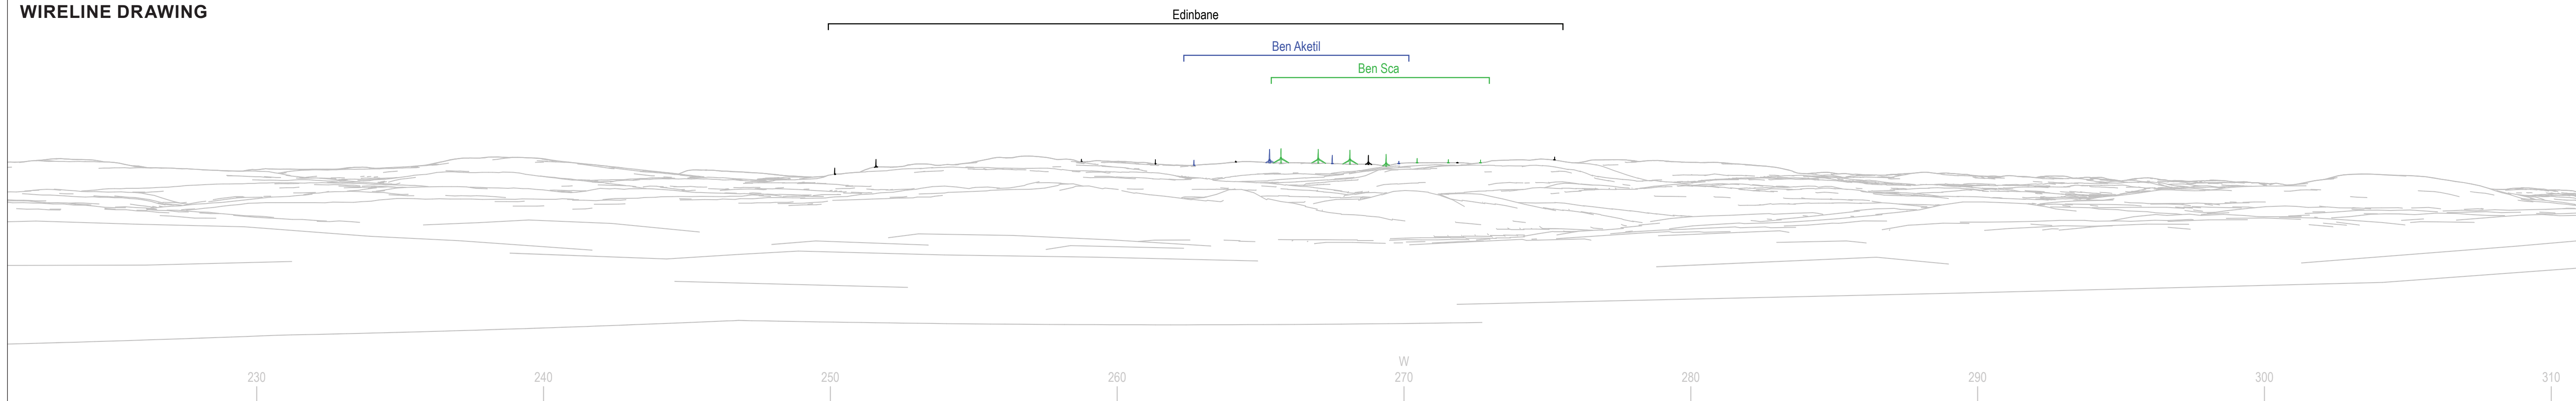 WIRELINE DRAWING
Edinbane
Ben Aketil
Ben Sca
W
230 240 250 260 270 280 290 300 310